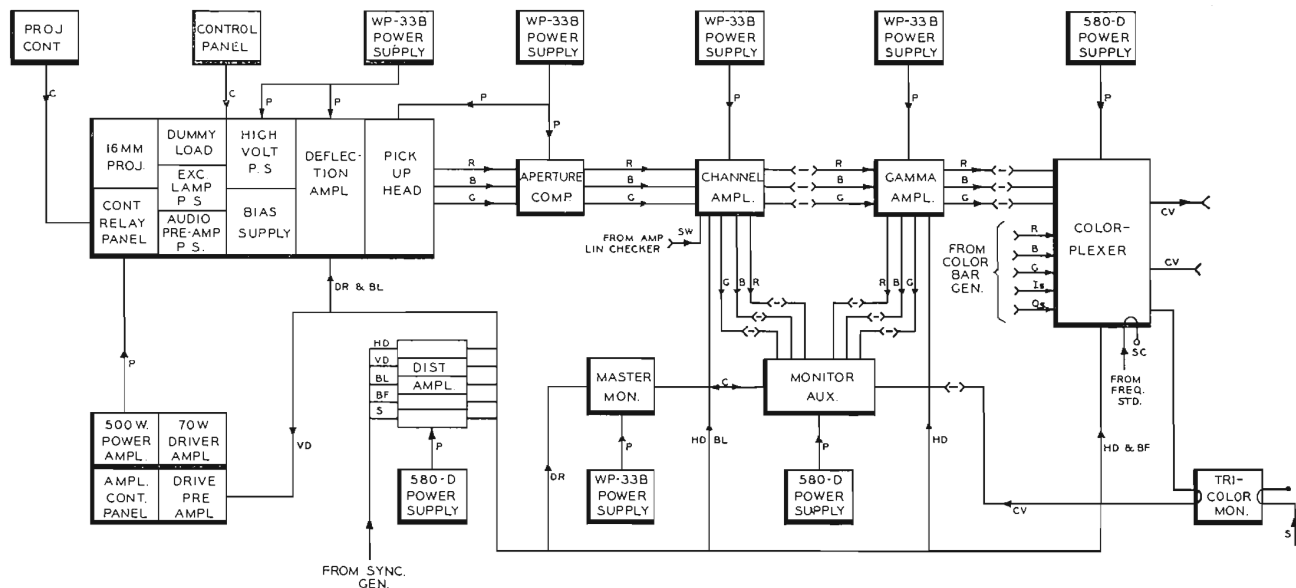 PROJ
CONT
CONTROL
PANEL
WP-33B
POWER
SUPPLY
WP-33B
POWER
SUPPLY
WP-33B
POWER
SUPPLY
WP-33B
POWER
SUPPLY
580-D
POWER
SUPPLY
C
C
P
P
P
P
P
P
P
16MM
PROJ.
CONT
RELAY
PANEL
DUMMY
LOAD
EXC
LAMP
P S
AUDIO
PRE-AMP
P S.
HIGH
VOLT
P. S
BIAS
SUPPLY
DEFLEC-
TION
AMPL
PICK
UP
HEAD
R
B
G
APERTURE
COMP.
R
B
G
CHANNEL
AMPL.
R
B
G
GAMMA
AMPL.
R
B
G
COLOR-
PLEXER
CV
CV
FROM AMP
LIN CHECKER
SW
FROM
COLOR
BAR
GEN.
R
B
G
Is
Qs
G
B
R
R
B
G
SC
FROM
FREQ.
STD.
DR & BL
P
VD
500 W.
POWER
AMPL.
70W
DRIVER
AMPL
AMPL.
CONT.
PANEL
DRIVE
PRE
AMPL
HD
VD
BL
BF
S
DIST
AMPL.
P
580-D
POWER
SUPPLY
FROM SYNC.
GEN.
MASTER
MON.
C
MONITOR
AUX.
DR
P
WP-33B
POWER
SUPPLY
HD BL
P
580-D
POWER
SUPPLY
HD
HD & BF
CV
TRI-
COLOR
MON.
S